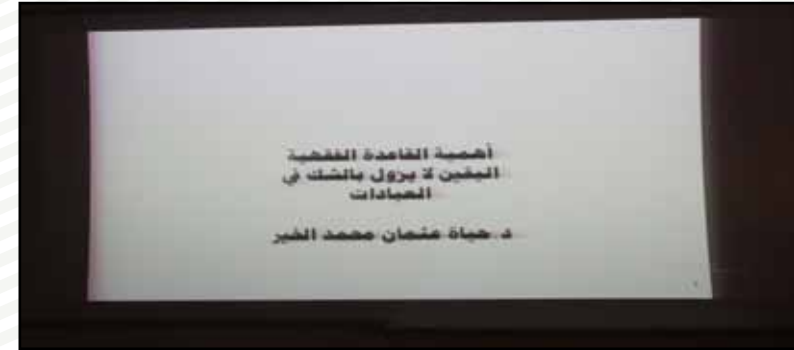 أهمية القاعدة الفقهية
اليقين لا يزول بالشك في
العبادات
د. حياة عثمان محمد الخير